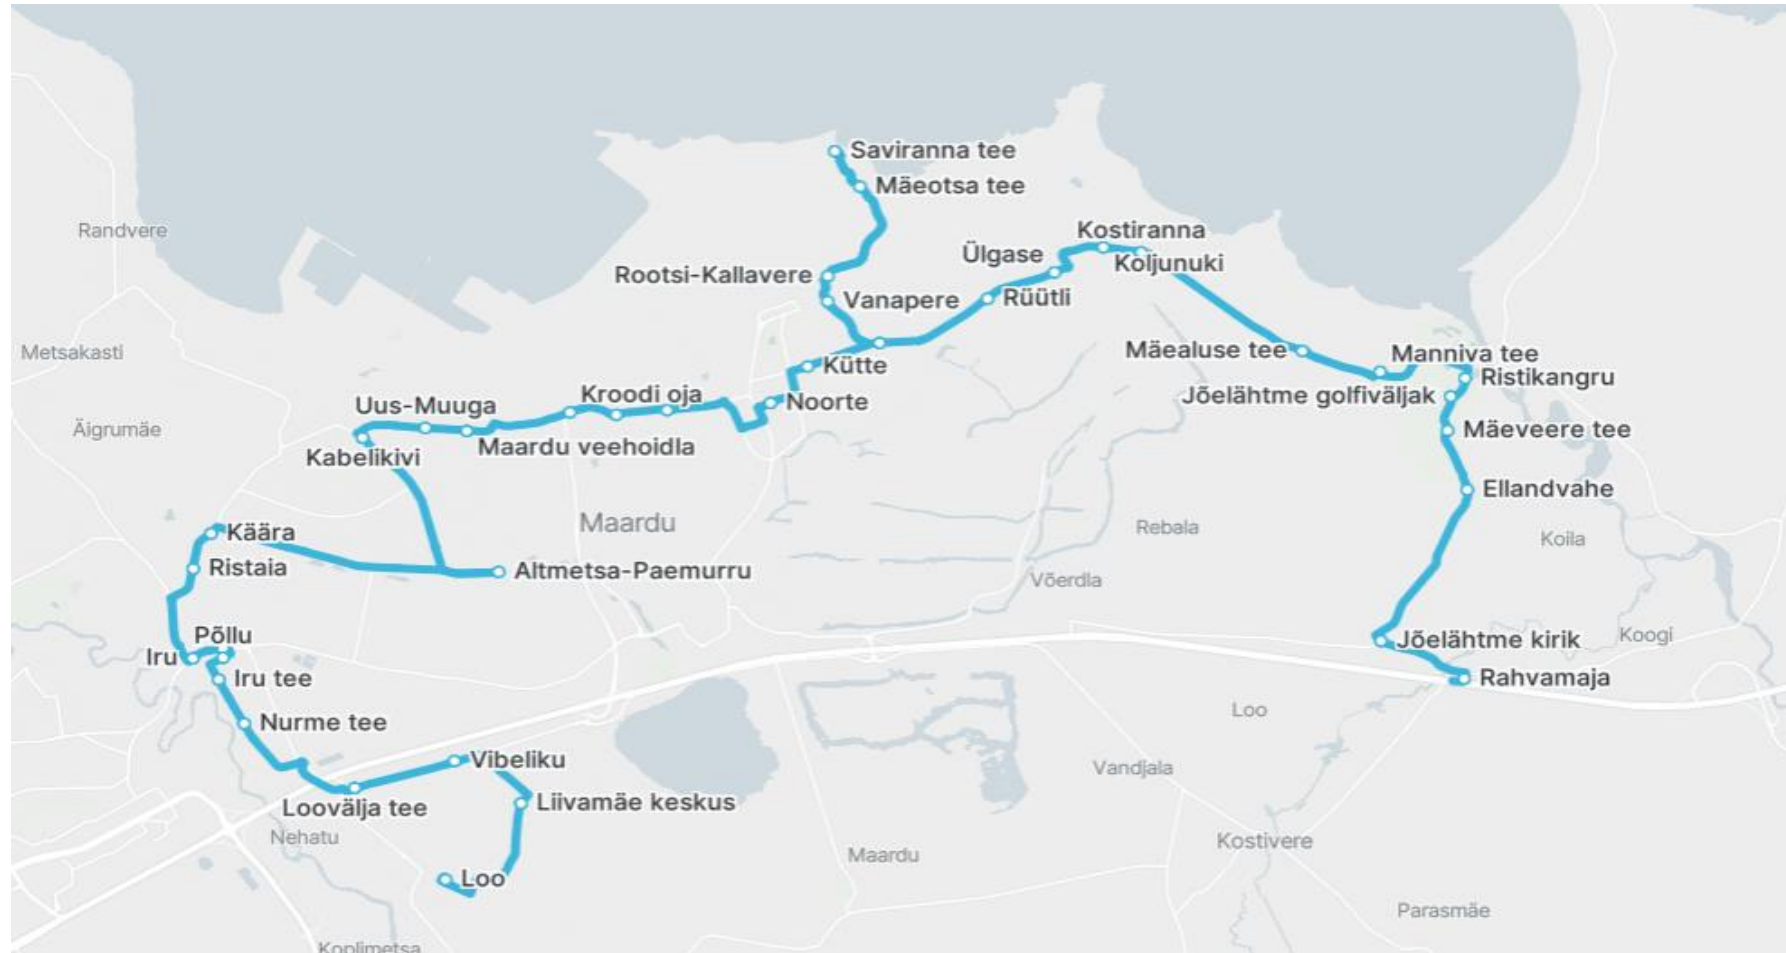 Saviranna tee
Mäeotsa tee
Randvere
Kostiranna
Ülgase
Koljunuki
Rootsi-Kallavere
Vanapere
Rüütli
Metsakasti
Mäealuse tee
Manniva tee
Kütte
Ristikangru
Kroodi oja
Jõelähtme golfiväljak
Uus-Muuga
Noorte
Äigrumäe
Mäeveere tee
Maardu veehoidla
Kabelikivi
Ellandvahe
Maardu
Rebala
Käära
Koila
Ristaia
Altmetsa-Paemurru
Võerdla
Põllu
Koogi
Jõelähtme kirik
Iru
Iru tee
Rahvamaja
Loo
Nurme tee
Vibeliku
Vandjala
Liivamäe keskus
Loovälja tee
Nehatu
Kostivere
Maardu
Loo
Parasmäe
Koplimetsa